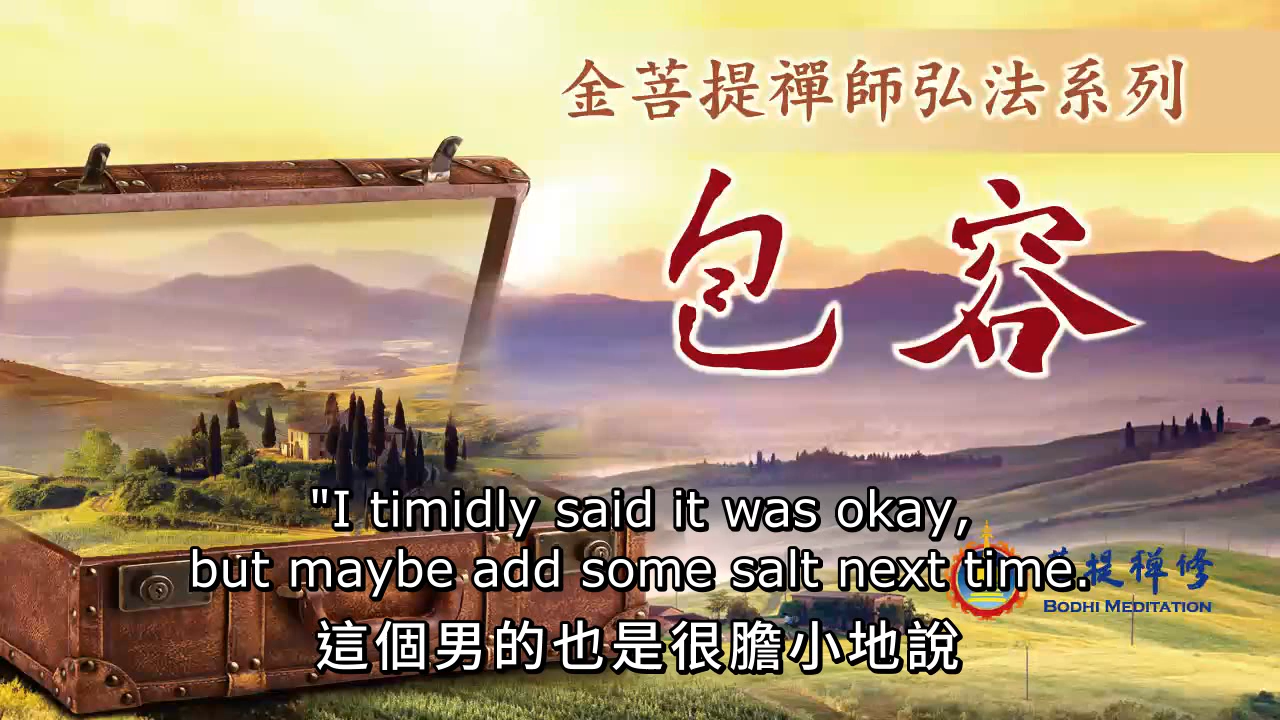 金菩提禪師弘法系列
包容
"I timidly said it was okay,
but maybe add some salt next time.
菩提禪修
BODHI MEDITATION
這個男的也是很膽小地說